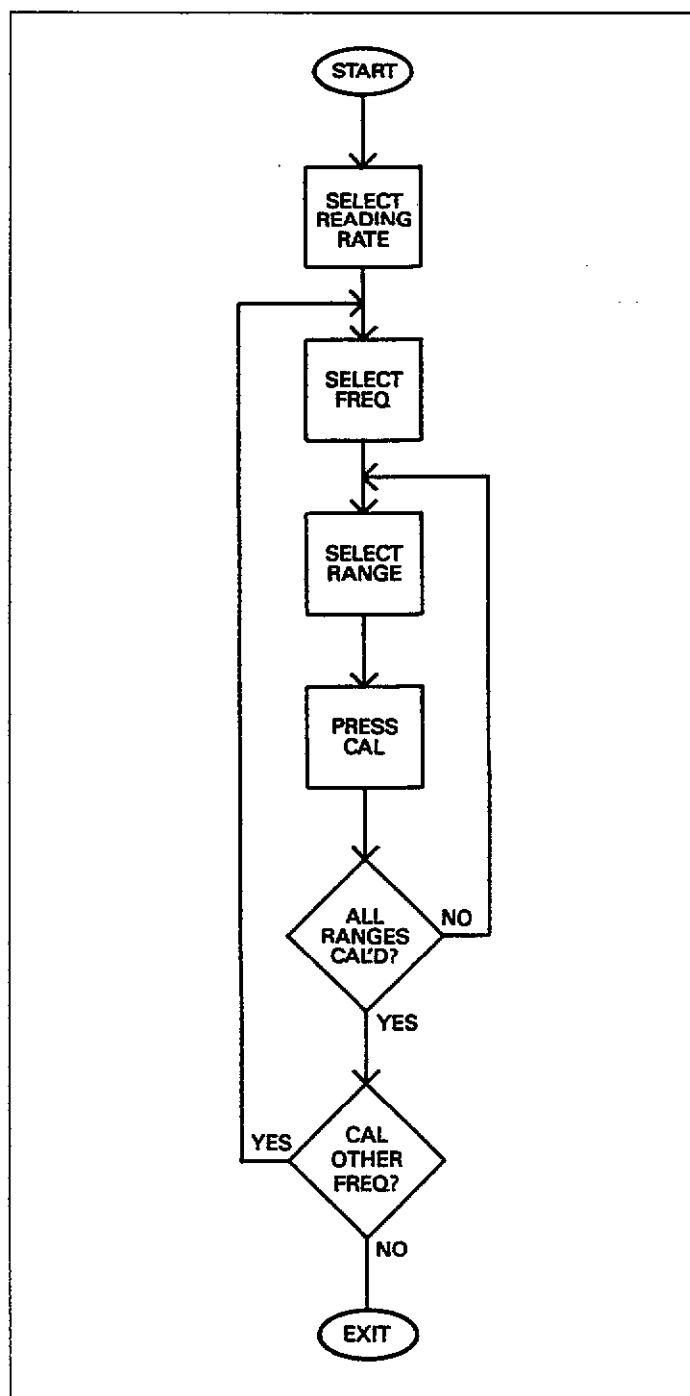 START
SELECT
READING
RATE
SELECT
FREQ
SELECT
RANGE
PRESS
CAL
ALL
RANGES
CAL'D?
NO
YES
CAL
OTHER
FREQ?
YES
NO
EXIT